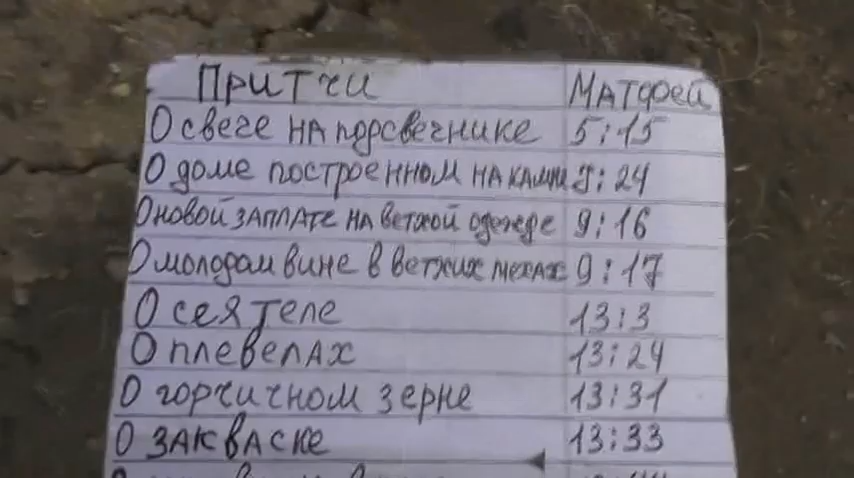 Притчи Матфей
О свече на подсвечнике 5:15
О доме построенном на камни 7:24
О новой заплате на ветхой одежде 9:16
О молодом вине в ветхих мехах 9:17
О сеятеле 13:3
О плевелах 13:24
О горчичном зерне 13:31
О закваске 13:33